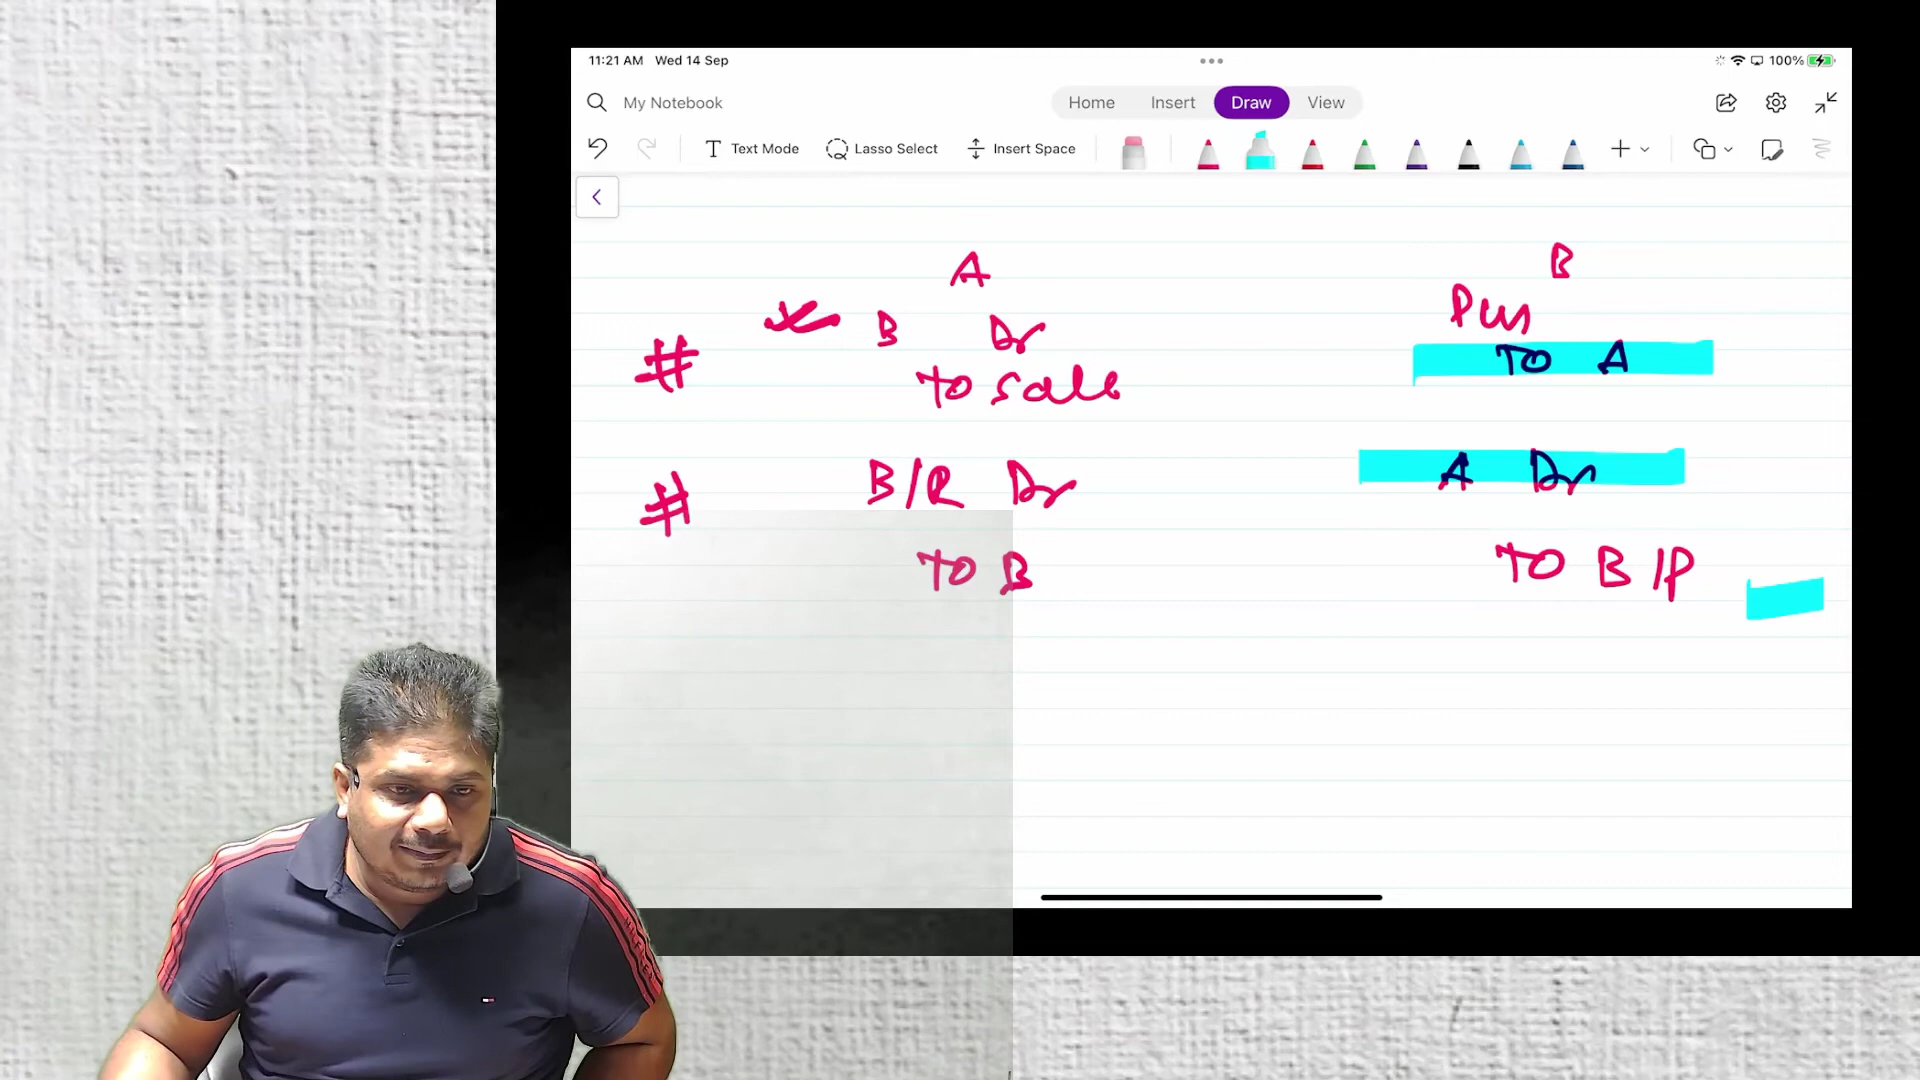 11:21 AM Wed 14 Sep
100%
My Notebook
Home Insert Draw View
Text Mode Lasso Select Insert Space
A
B Dr
To Sale
B/R Dr
TO B
B
Pur
TO A
A Dr
TO B/P